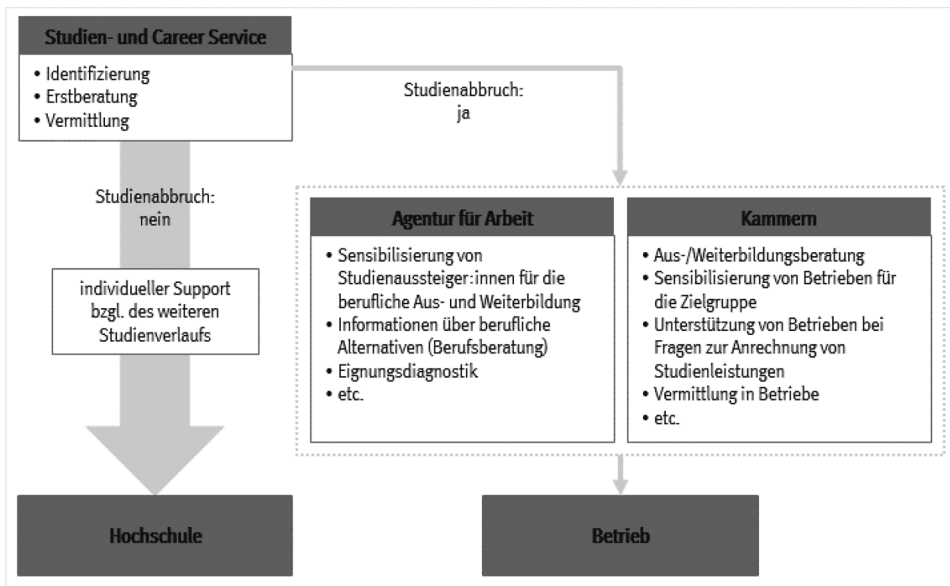 Studien- und Career Service
• Identifizierung
• Erstberatung
• Vermittlung
Studienabbruch:
ja
Studienabbruch:
nein
individueller Support
bzgl. des weiteren
Studienverlaufs
Agentur für Arbeit
• Sensibilisierung von
Studienaussteiger:innen für die
berufliche Aus- und Weiterbildung
• Informationen über berufliche
Alternativen (Berufsberatung)
• Eignungsdiagnostik
• etc.
Kammern
• Aus-/Weiterbildungsberatung
• Sensibilisierung von Betrieben für
die Zielgruppe
• Unterstützung von Betrieben bei
Fragen zur Anrechnung von
Studienleistungen
• Vermittlung in Betriebe
• etc.
Hochschule
Betrieb